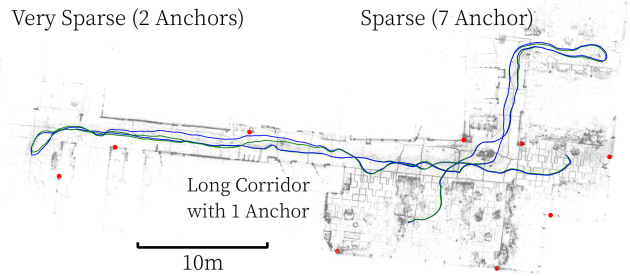 Very Sparse (2 Anchors)
Sparse (7 Anchor)
Long Corridor
with 1 Anchor
10m